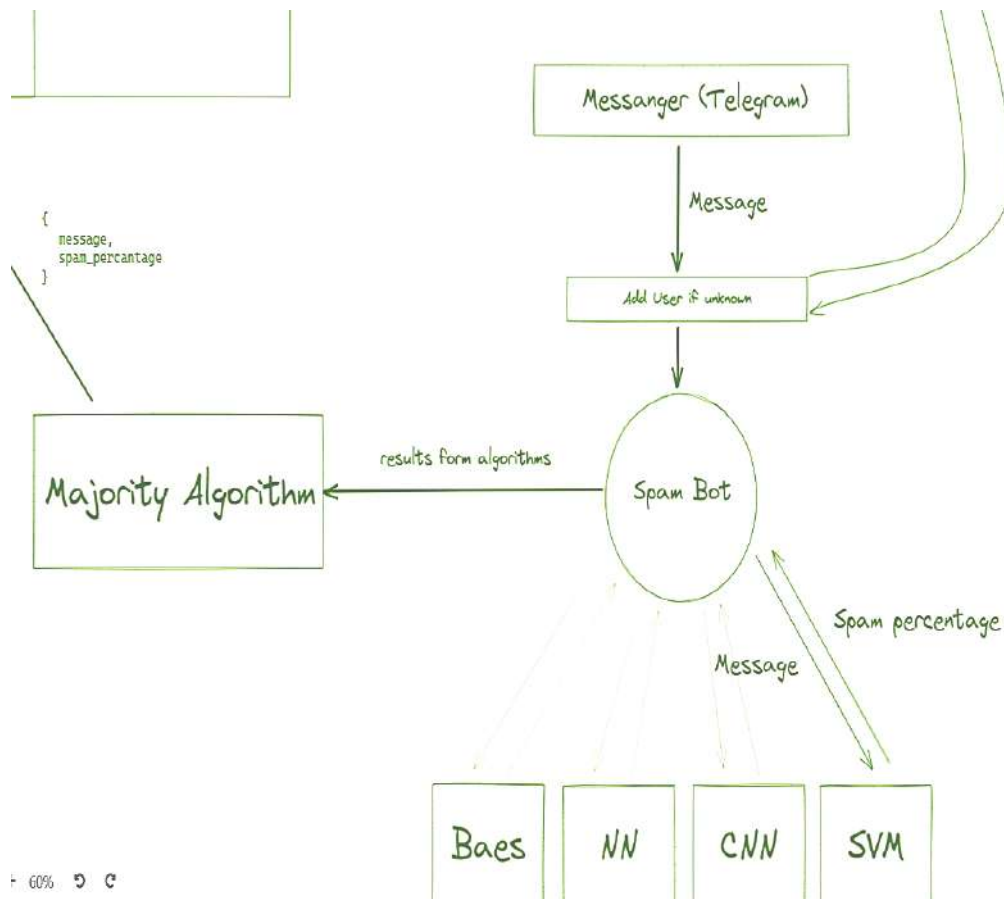 Messanger (Telegram)
Message
{
message,
spam_percantage
}
Add User if unknown
results form algorithms
Majority Algorithm
Spam Bot
Spam percentage
Message
Baes
NN
CNN
SVM
60%